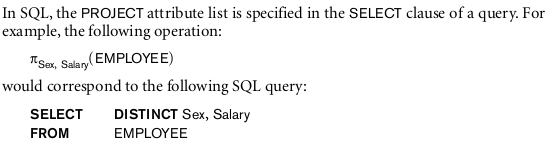 In SQL, the PROJECT attribute list is specified in the SELECT clause of a query. For
example, the following operation:
πSex, Salary(EMPLOYEE)
would correspond to the following SQL query:
SELECT DISTINCT Sex, Salary
FROM EMPLOYEE